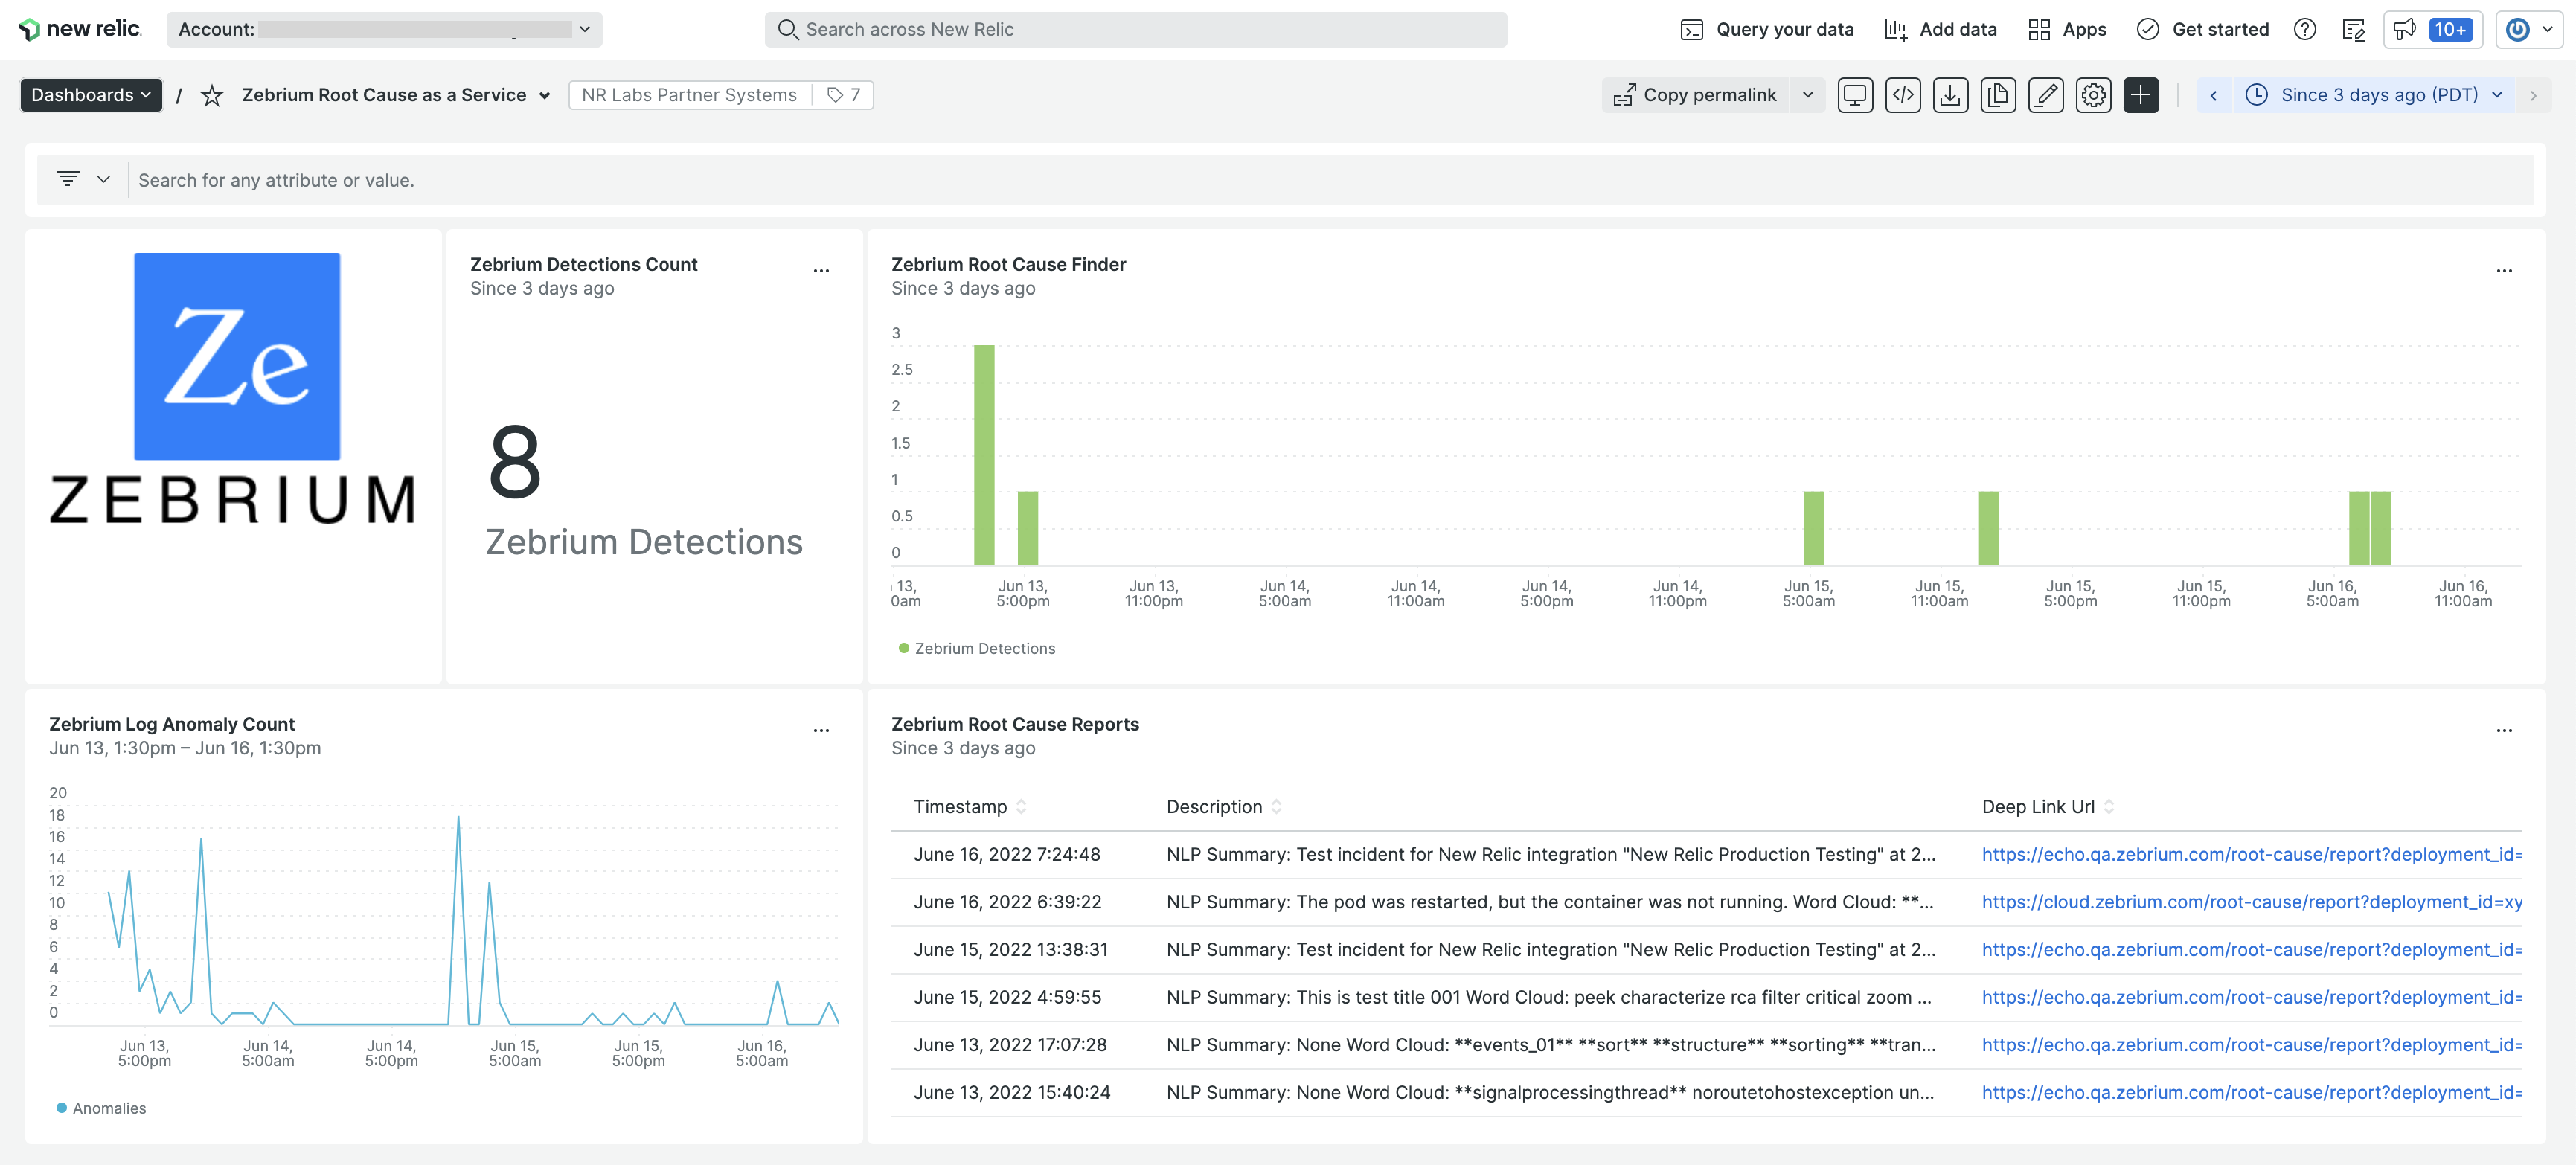 new relic.
Account:
Search across New Relic
Query your data
Add data
Apps
Get started
10+
Dashboards
/
Zebrium Root Cause as a Service
NR Labs Partner Systems
7
Copy permalink
Since 3 days ago (PDT)
Search for any attribute or value.
Ze
ZEBRIUM
Zebrium Detections Count
Since 3 days ago
8
Zebrium Detections
Zebrium Root Cause Finder
Since 3 days ago
3
2.5
2
1.5
1
0.5
0
13,
0am
Jun 13,
5:00pm
Jun 13,
11:00pm
Jun 14,
5:00am
Jun 14,
11:00am
Jun 14,
5:00pm
Jun 14,
11:00pm
Jun 15,
5:00am
Jun 15,
11:00am
Jun 15,
5:00pm
Jun 15,
11:00pm
Jun 16,
5:00am
Jun 16,
11:00am
Zebrium Detections
Zebrium Log Anomaly Count
Jun 13, 1:30pm – Jun 16, 1:30pm
20
18
16
14
12
10
8
6
4
2
0
Jun 13,
5:00pm
Jun 14,
5:00am
Jun 14,
5:00pm
Jun 15,
5:00am
Jun 15,
5:00pm
Jun 16,
5:00am
Anomalies
Zebrium Root Cause Reports
Since 3 days ago
Timestamp Description Deep Link Url
June 16, 2022 7:24:48 NLP Summary: Test incident for New Relic integration "New Relic Production Testing" at 2... https://echo.qa.zebrium.com/root-cause/report?deployment_id=
June 16, 2022 6:39:22 NLP Summary: The pod was restarted, but the container was not running. Word Cloud: **... https://cloud.zebrium.com/root-cause/report?deployment_id=xy
June 15, 2022 13:38:31 NLP Summary: Test incident for New Relic integration "New Relic Production Testing" at 2... https://echo.qa.zebrium.com/root-cause/report?deployment_id=
June 15, 2022 4:59:55 NLP Summary: This is test title 001 Word Cloud: peek characterize rca filter critical zoom ... https://echo.qa.zebrium.com/root-cause/report?deployment_id=
June 13, 2022 17:07:28 NLP Summary: None Word Cloud: **events_01** **sort** **structure** **sorting** **tran... https://echo.qa.zebrium.com/root-cause/report?deployment_id=
June 13, 2022 15:40:24 NLP Summary: None Word Cloud: **signalprocessingthread** noroutetohostexception un... https://echo.qa.zebrium.com/root-cause/report?deployment_id=